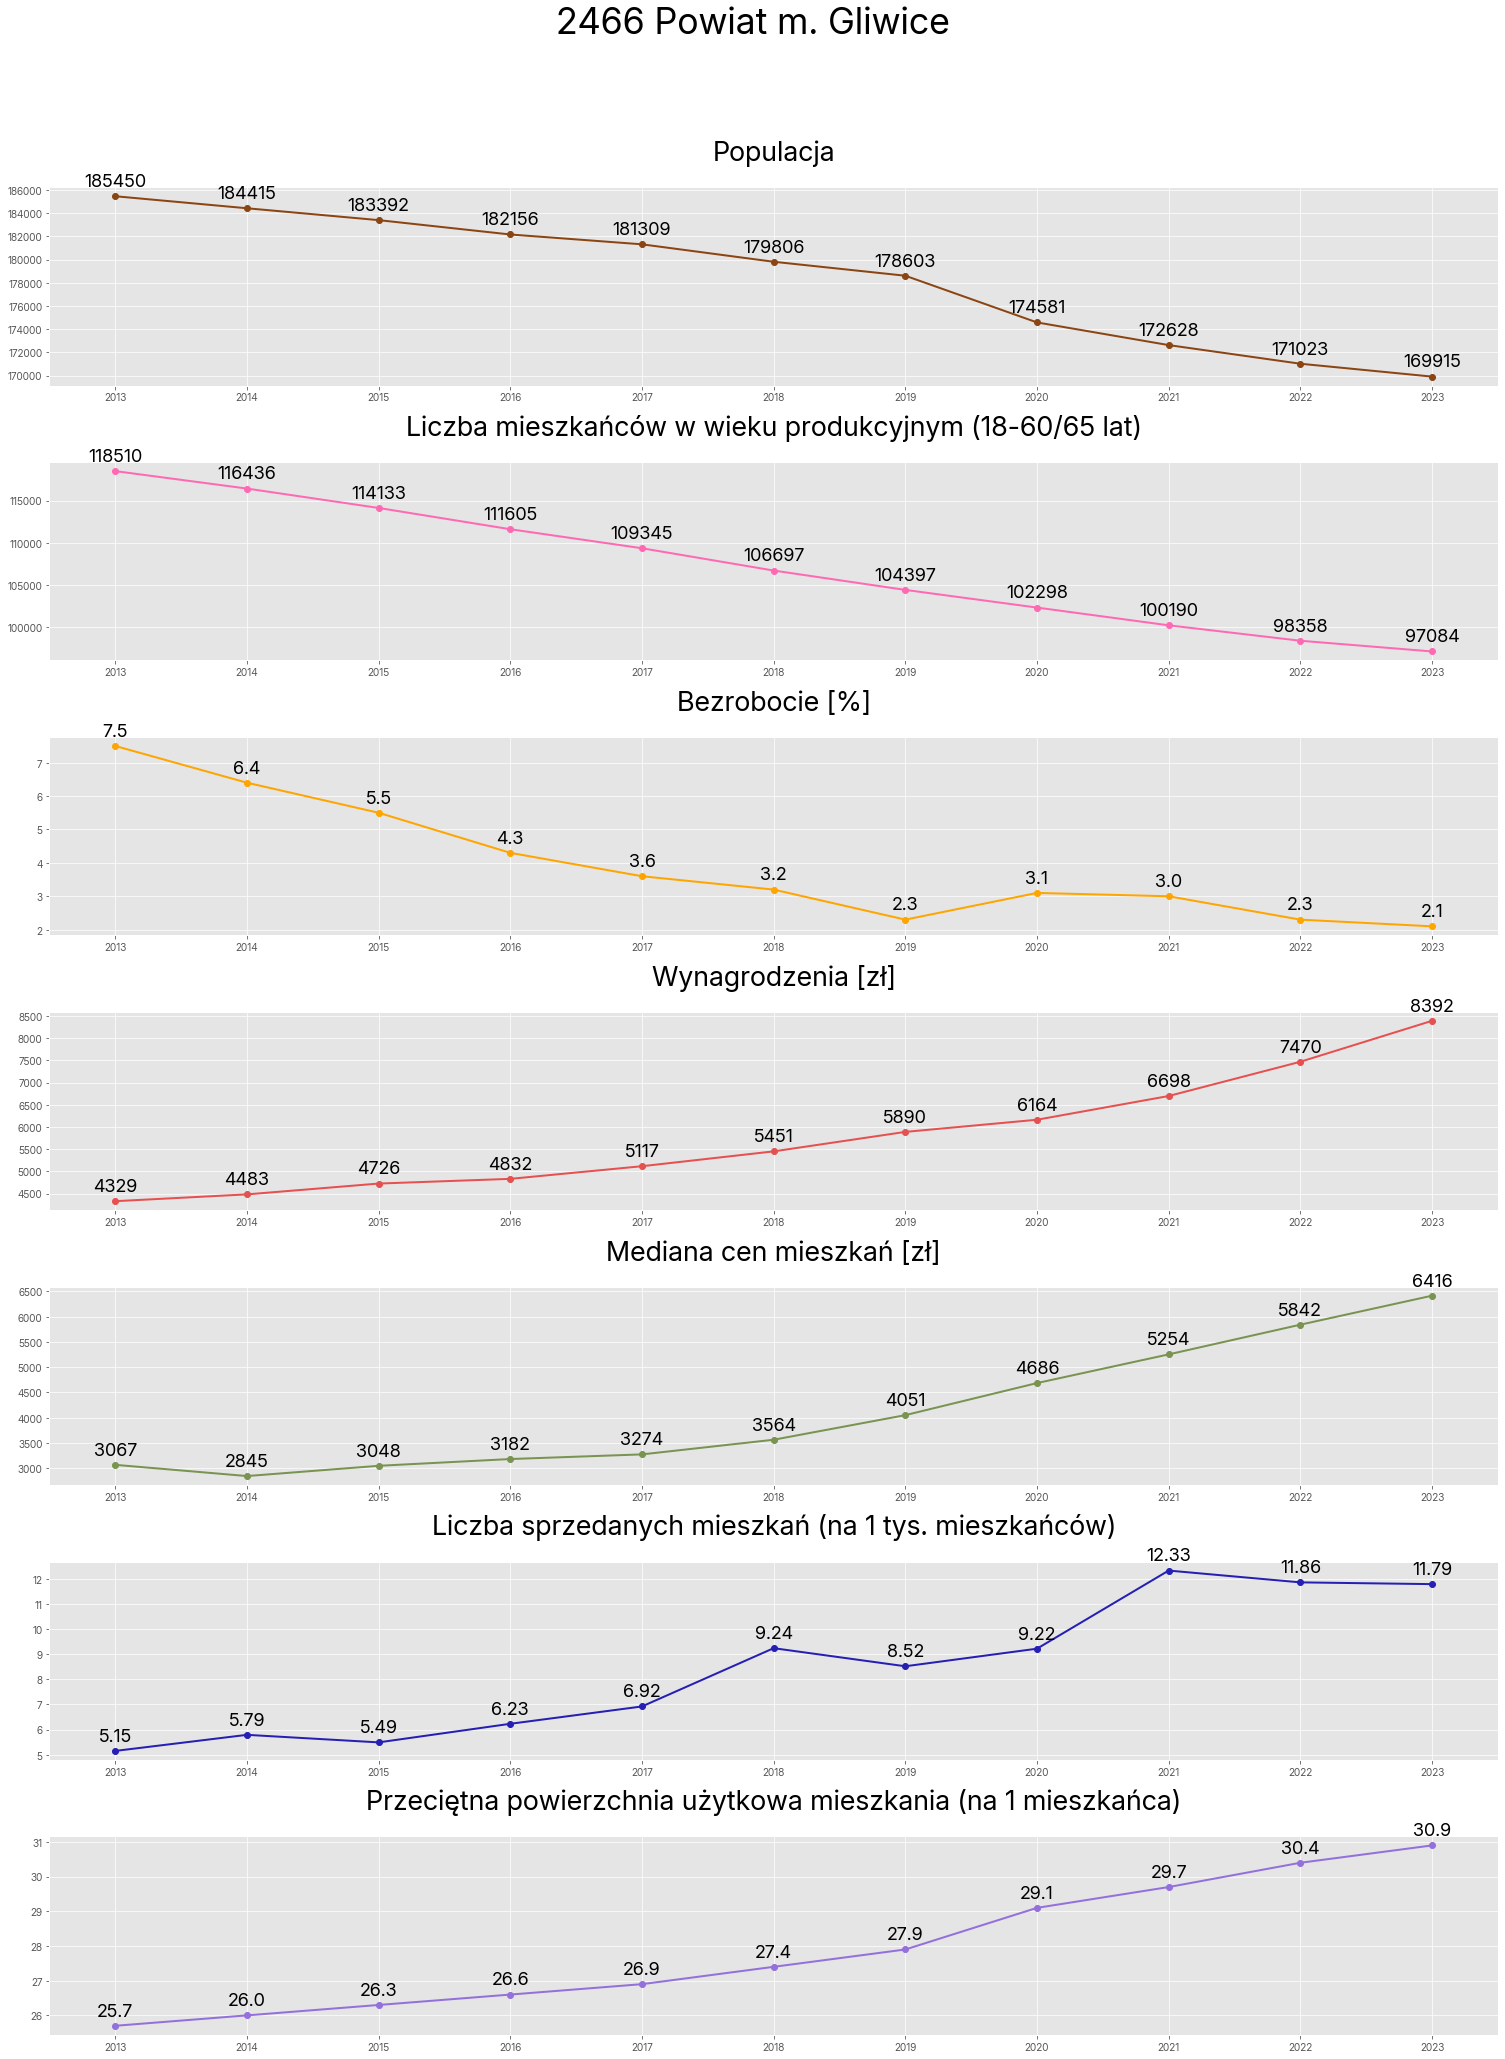 2466 Powiat m. Gliwice
Populacja
185450 184415 183392 182156 181309 179806 178603 174581 172628 171023 169915
186000
184000
182000
180000
178000
176000
174000
172000
170000
2013 2014 2015 2016 2017 2018 2019 2020 2021 2022 2023
Liczba mieszkańców w wieku produkcyjnym (18-60/65 lat)
118510 116436 114133 111605 109345 106697 104397 102298 100190 98358 97084
115000
110000
105000
100000
2013 2014 2015 2016 2017 2018 2019 2020 2021 2022 2023
Bezrobocie [%]
7.5 6.4 5.5 4.3 3.6 3.2 2.3 3.1 3.0 2.3 2.1
7
6
5
4
3
2
2013 2014 2015 2016 2017 2018 2019 2020 2021 2022 2023
Wynagrodzenia [zł]
4329 4483 4726 4832 5117 5451 5890 6164 6698 7470 8392
8500
8000
7500
7000
6500
6000
5500
5000
4500
2013 2014 2015 2016 2017 2018 2019 2020 2021 2022 2023
Mediana cen mieszkań [zł]
3067 2845 3048 3182 3274 3564 4051 4686 5254 5842 6416
6500
6000
5500
5000
4500
4000
3500
3000
2013 2014 2015 2016 2017 2018 2019 2020 2021 2022 2023
Liczba sprzedanych mieszkań (na 1 tys. mieszkańców)
5.15 5.79 5.49 6.23 6.92 9.24 8.52 9.22 12.33 11.86 11.79
12
11
10
9
8
7
6
5
2013 2014 2015 2016 2017 2018 2019 2020 2021 2022 2023
Przeciętna powierzchnia użytkowa mieszkania (na 1 mieszkańca)
25.7 26.0 26.3 26.6 26.9 27.4 27.9 29.1 29.7 30.4 30.9
31
30
29
28
27
26
2013 2014 2015 2016 2017 2018 2019 2020 2021 2022 2023